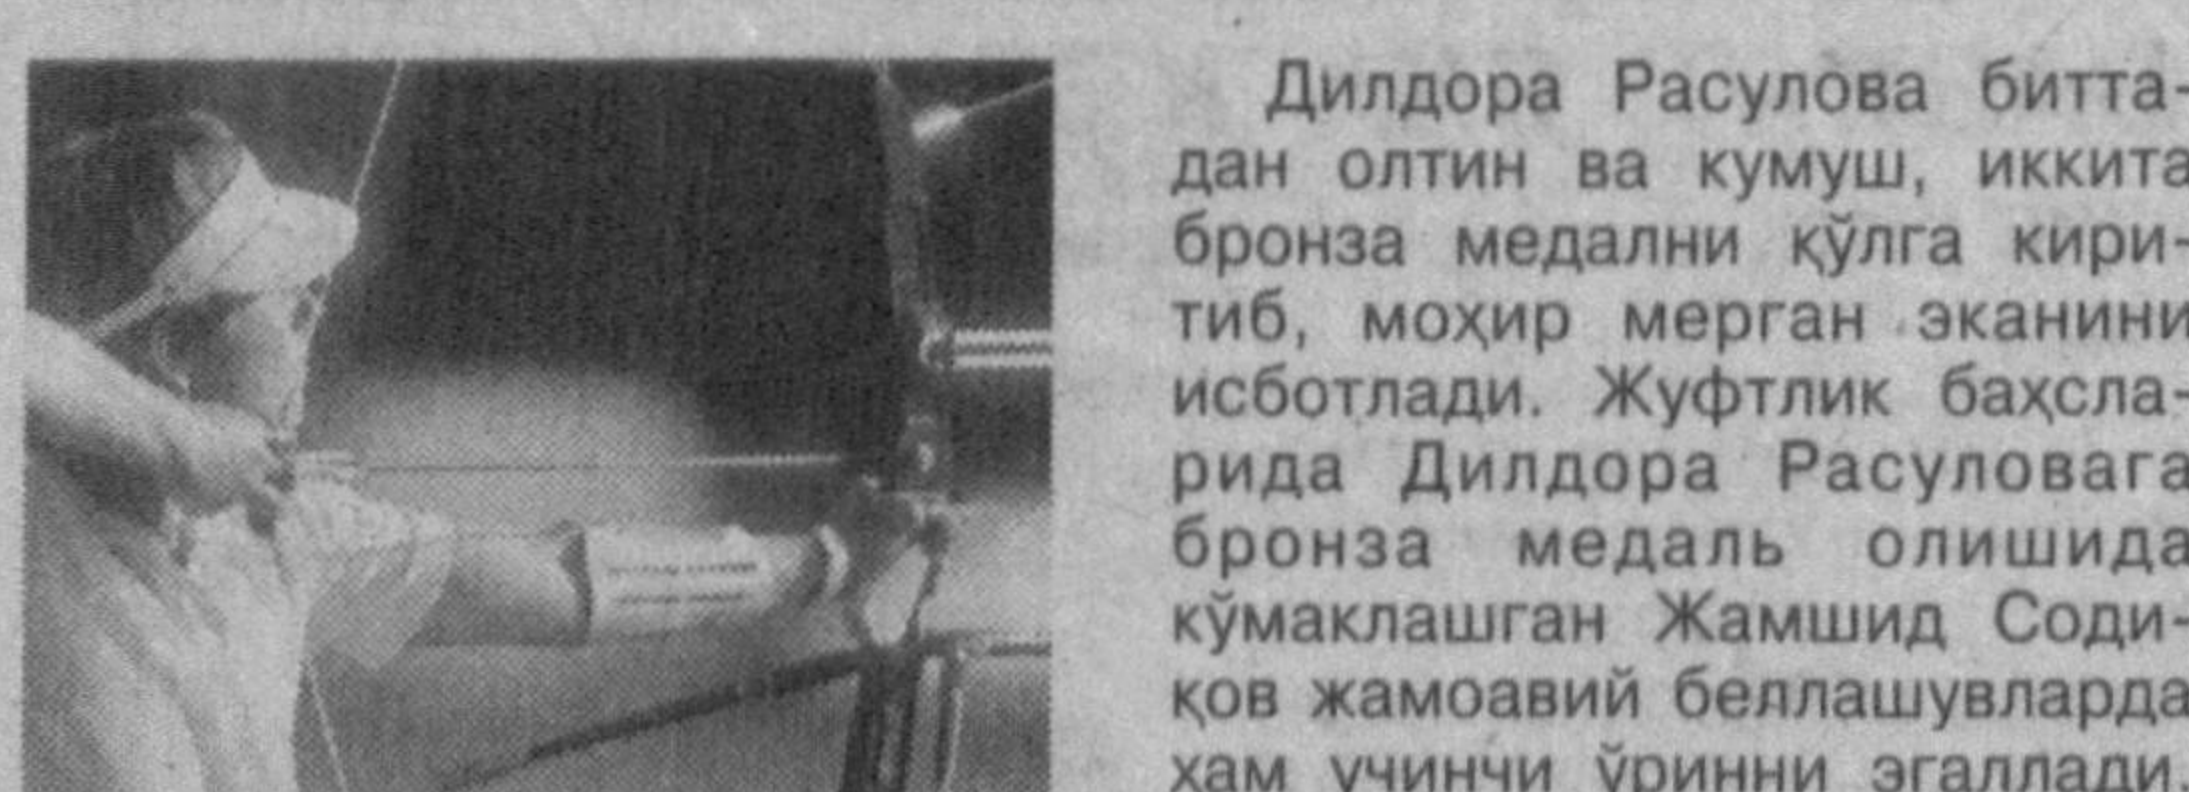 Дилдора Расулова битта-
дан олтин ва кумуш, иккита
бронза медални қўлга кири-
тиб, моҳир мерган эканини
исботлади. Жуфтлик баҳсла-
рида Дилдора Расуловага
бронза медаль олишида
кўмаклашган Жамшид Соди-
қов жамоавий беллашувларда
ҳам учинчи ўринни эгаллади.